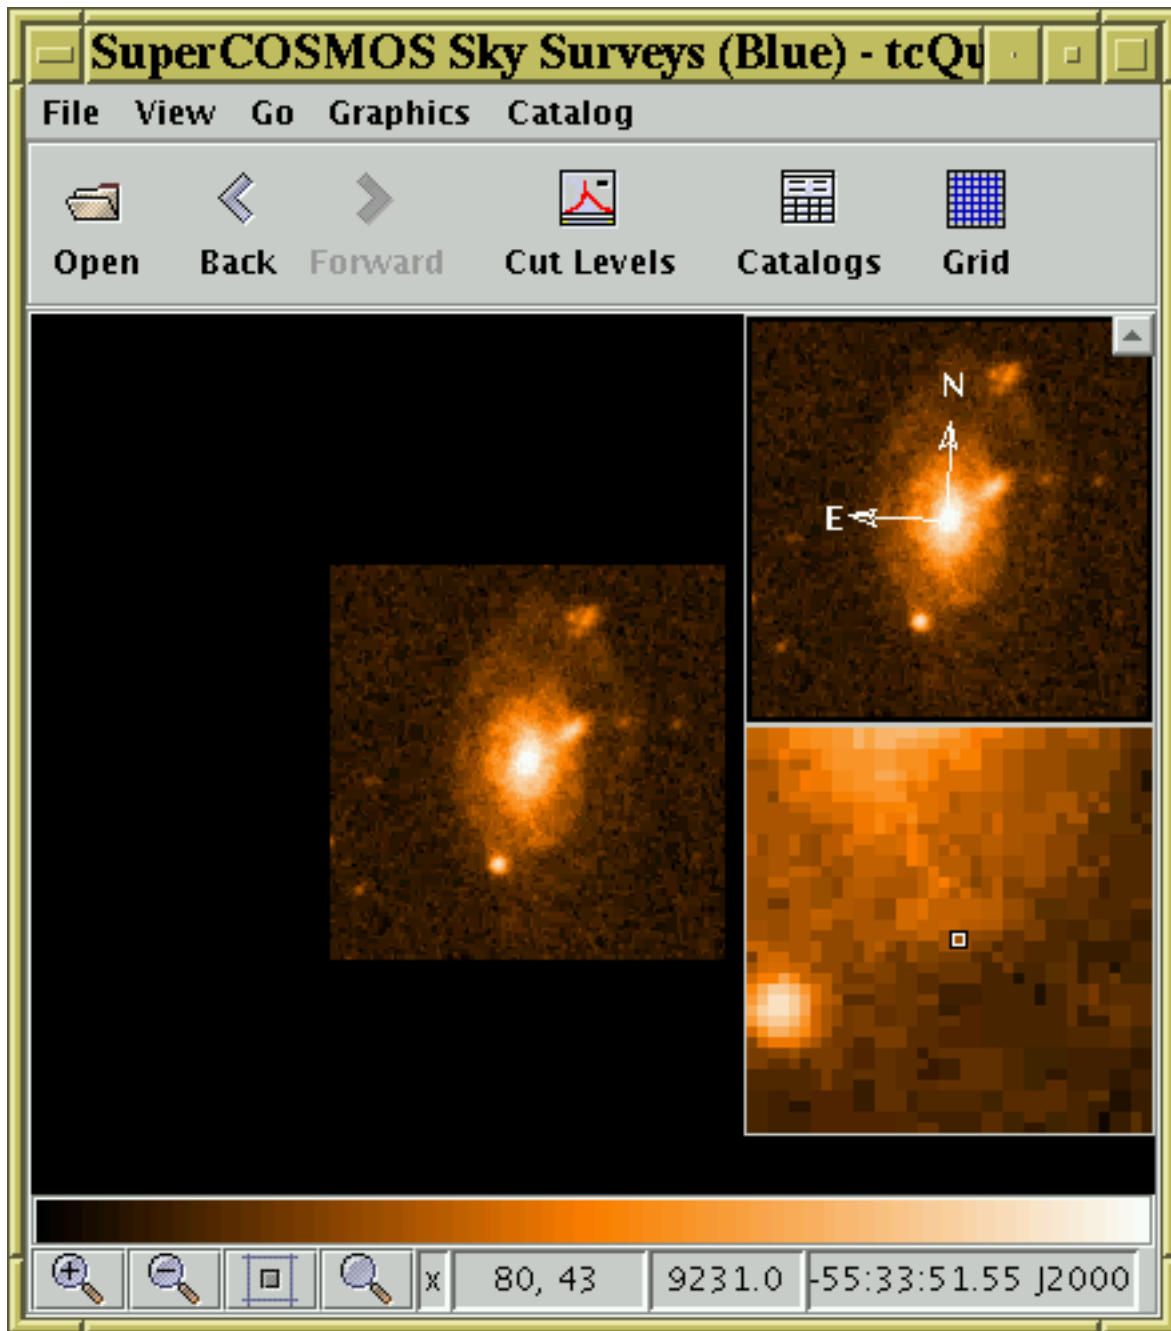 SuperCOSMOS Sky Surveys (Blue) - tcQu
File View Go Graphics Catalog
Open Back Forward Cut Levels Catalogs Grid
N
E
x 80, 43 9231.0 -55:33:51.55 J2000